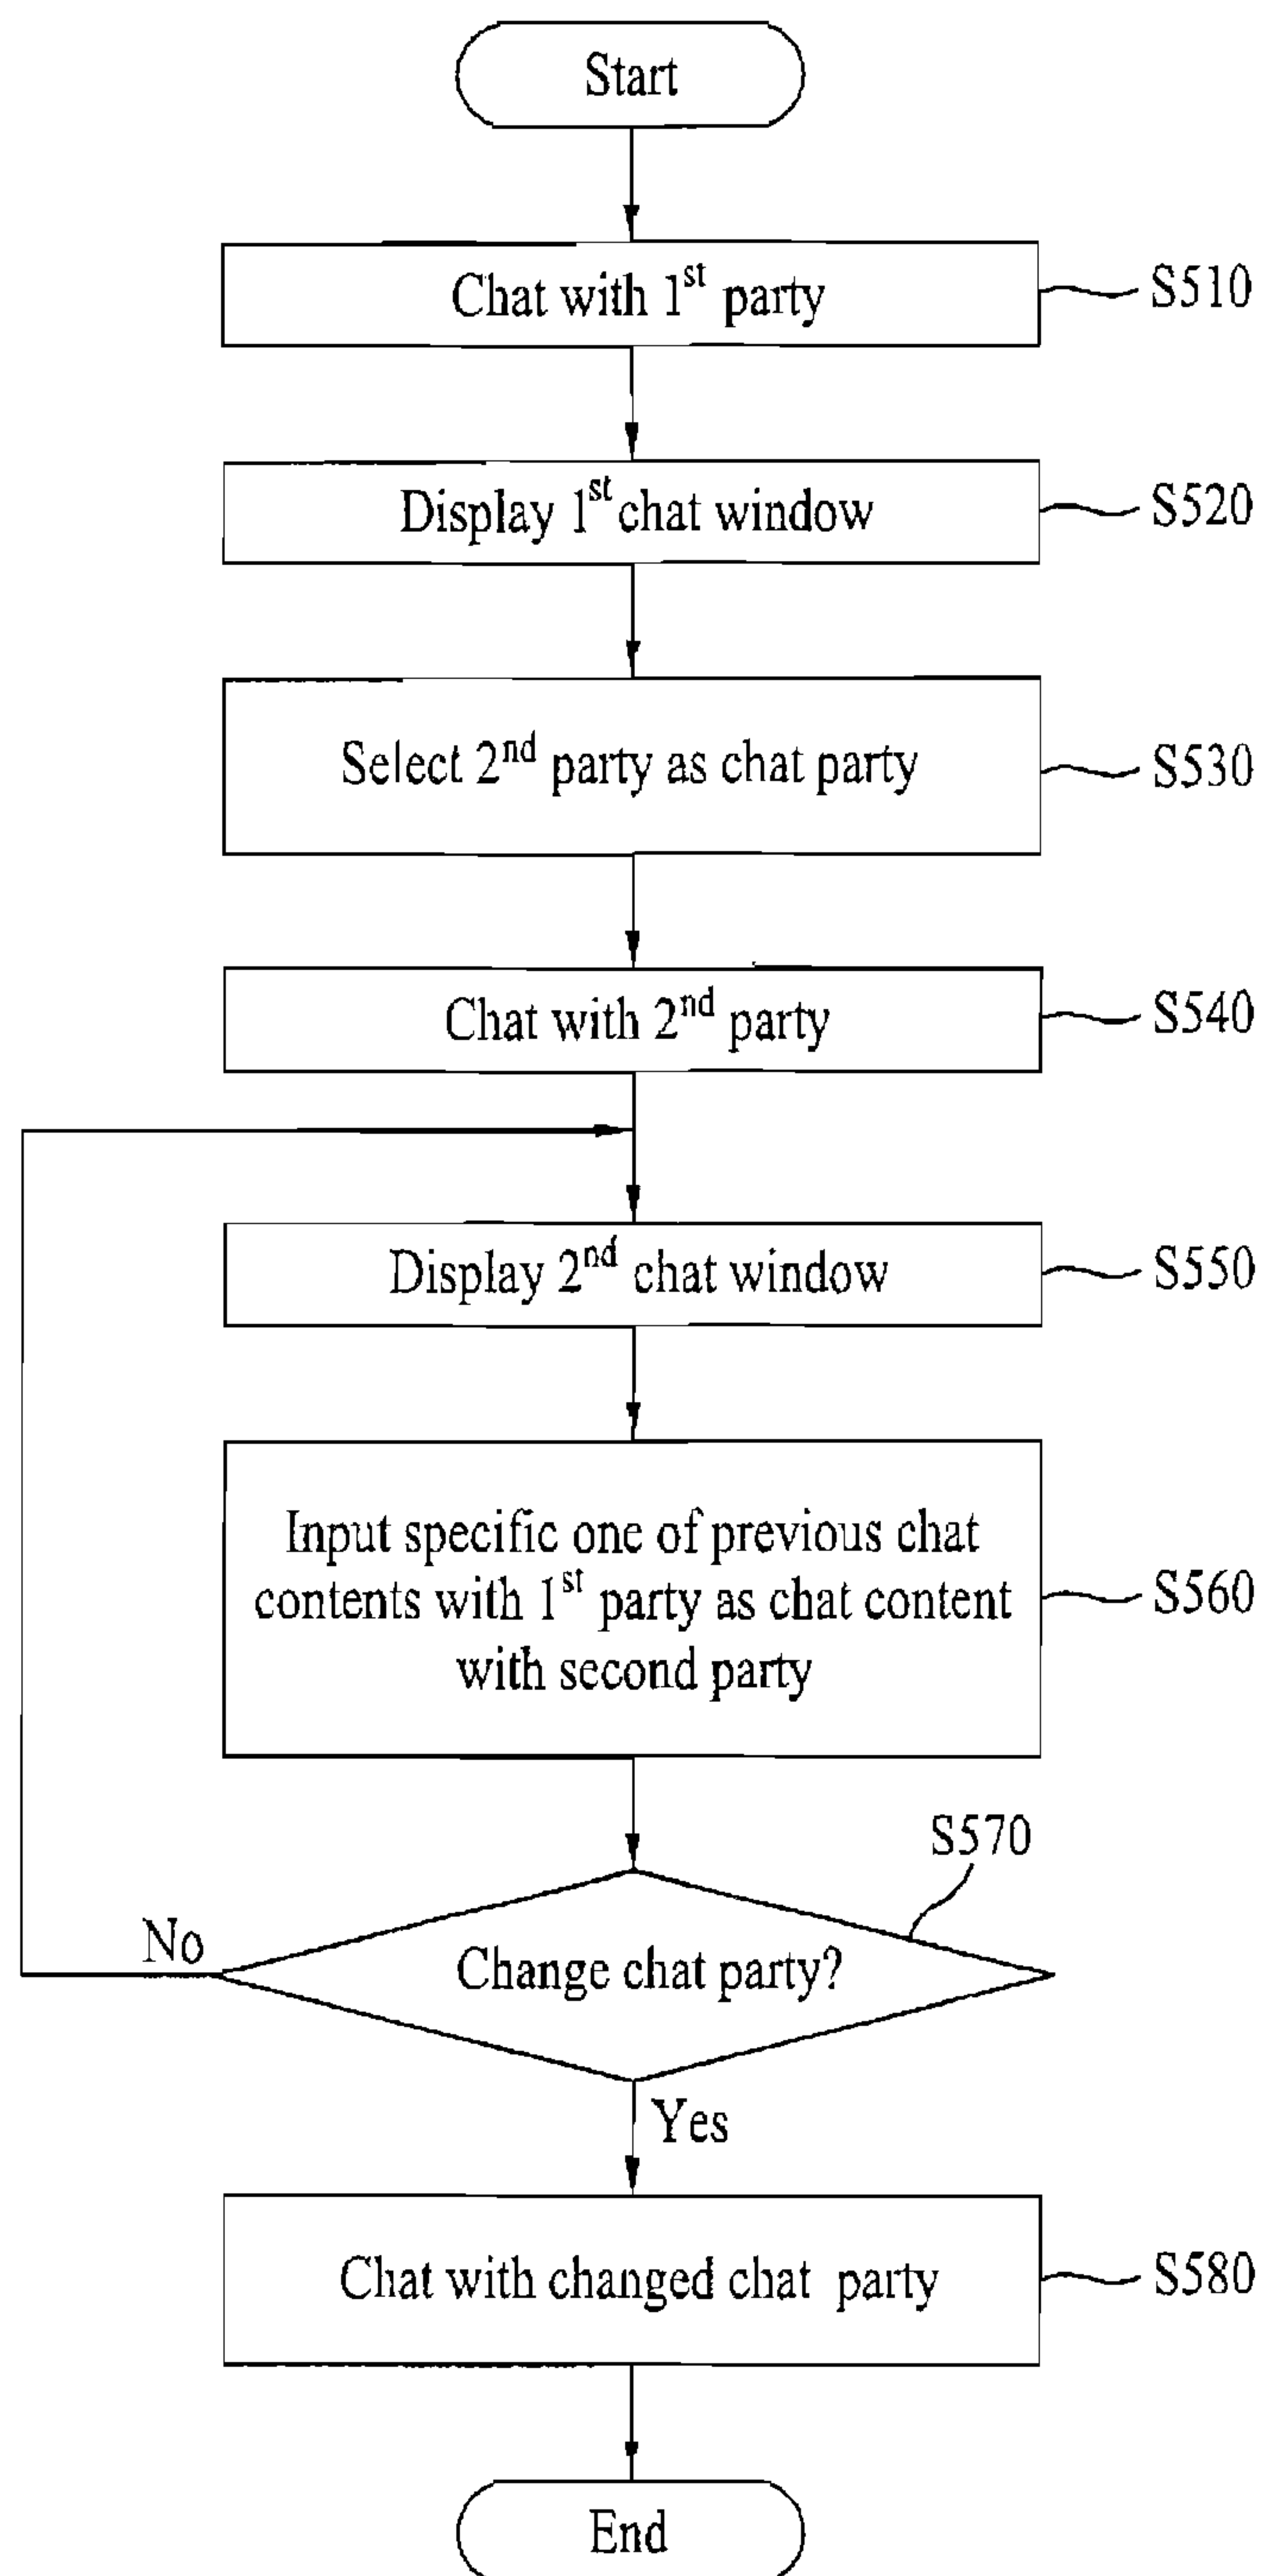 Start
Chat with 1st party
S510
Display 1st chat window
S520
Select 2nd party as chat party
S530
Chat with 2nd party
S540
Display 2nd chat window
S550
Input specific one of previous chat
contents with 1st party as chat content
with second party
S560
S570
Change chat party?
No
Yes
Chat with changed chat party
S580
End